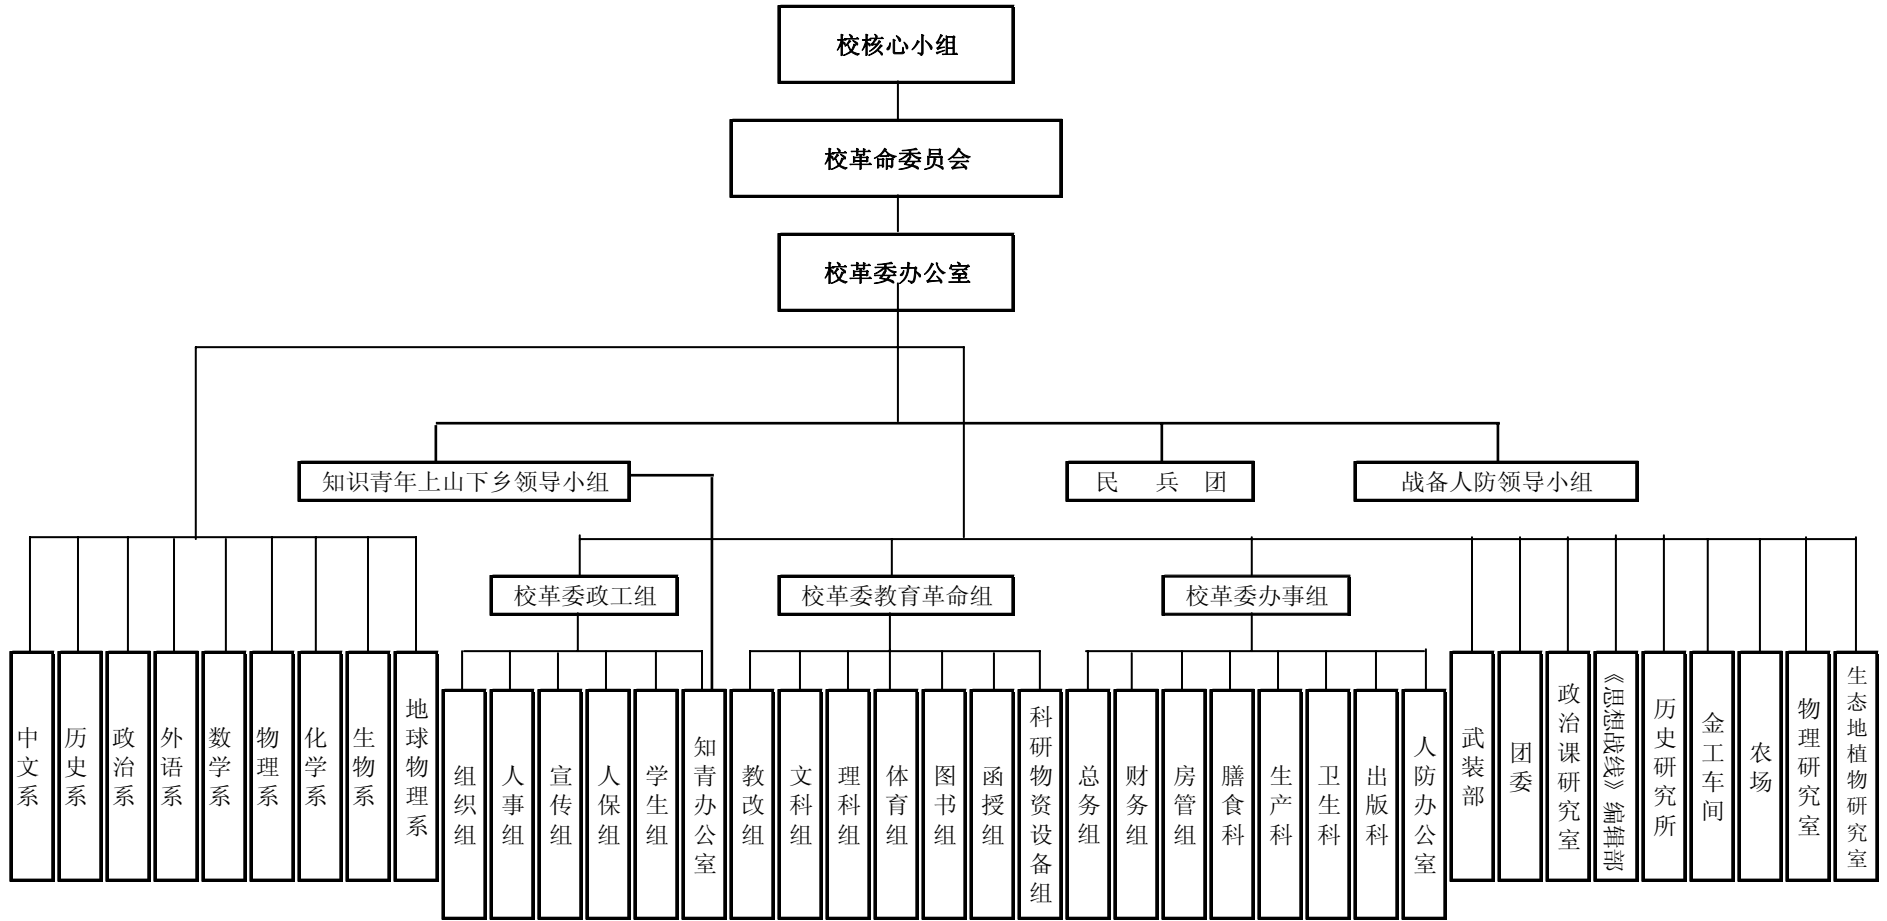 校核心小组
校革命委员会
校革委办公室
知识青年上山下乡领导小组
民 兵 团
战备人防领导小组
校革委政工组
校革委教育革命组
校革委办事组
中文系
历史系
政治系
外语系
数学系
物理系
化学系
生物系
地球物理系
组织组
人事组
宣传组
人保组
学生组
知青办公室
教改组
文科组
理科组
体育组
图书组
函授组
科研物资设备组
总务组
财务组
房管组
膳食科
生产科
卫生科
出版科
人防办公室
武装部
团委
政治课研究室
《思想战线》编辑部
历史研究所
金工车间
农场
物理研究室
生态地植物研究室